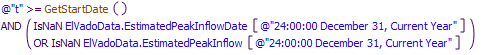 @"t" >= GetStartDate ()
AND ( IsNaN ElVadoData.EstimatedPeakInflowDate [ @"24:00:00 December 31, Current Year" ]
OR IsNaN ElVadoData.EstimatedPeakInflow [ @"24:00:00 December 31, Current Year" ] )